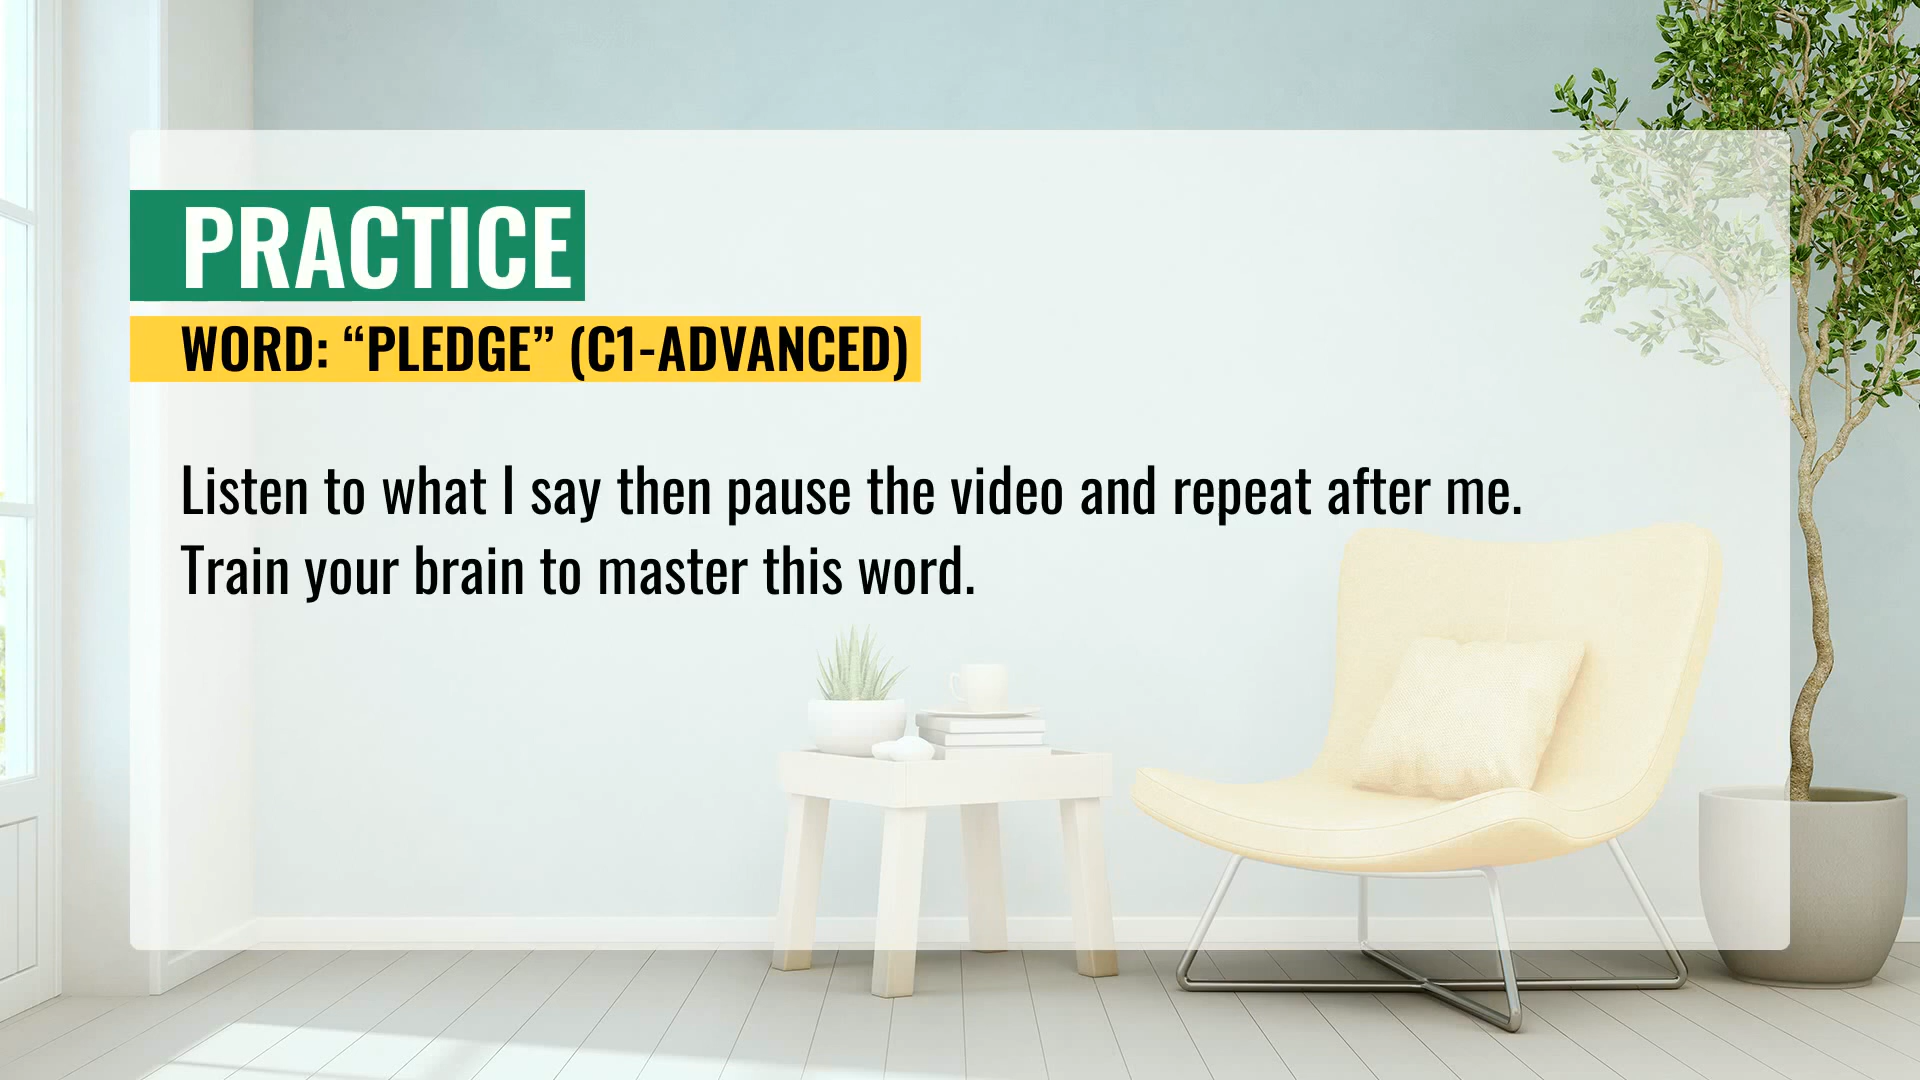 PRACTICE
WORD: “PLEDGE” (C1-ADVANCED)
Listen to what I say then pause the video and repeat after me.
Train your brain to master this word.